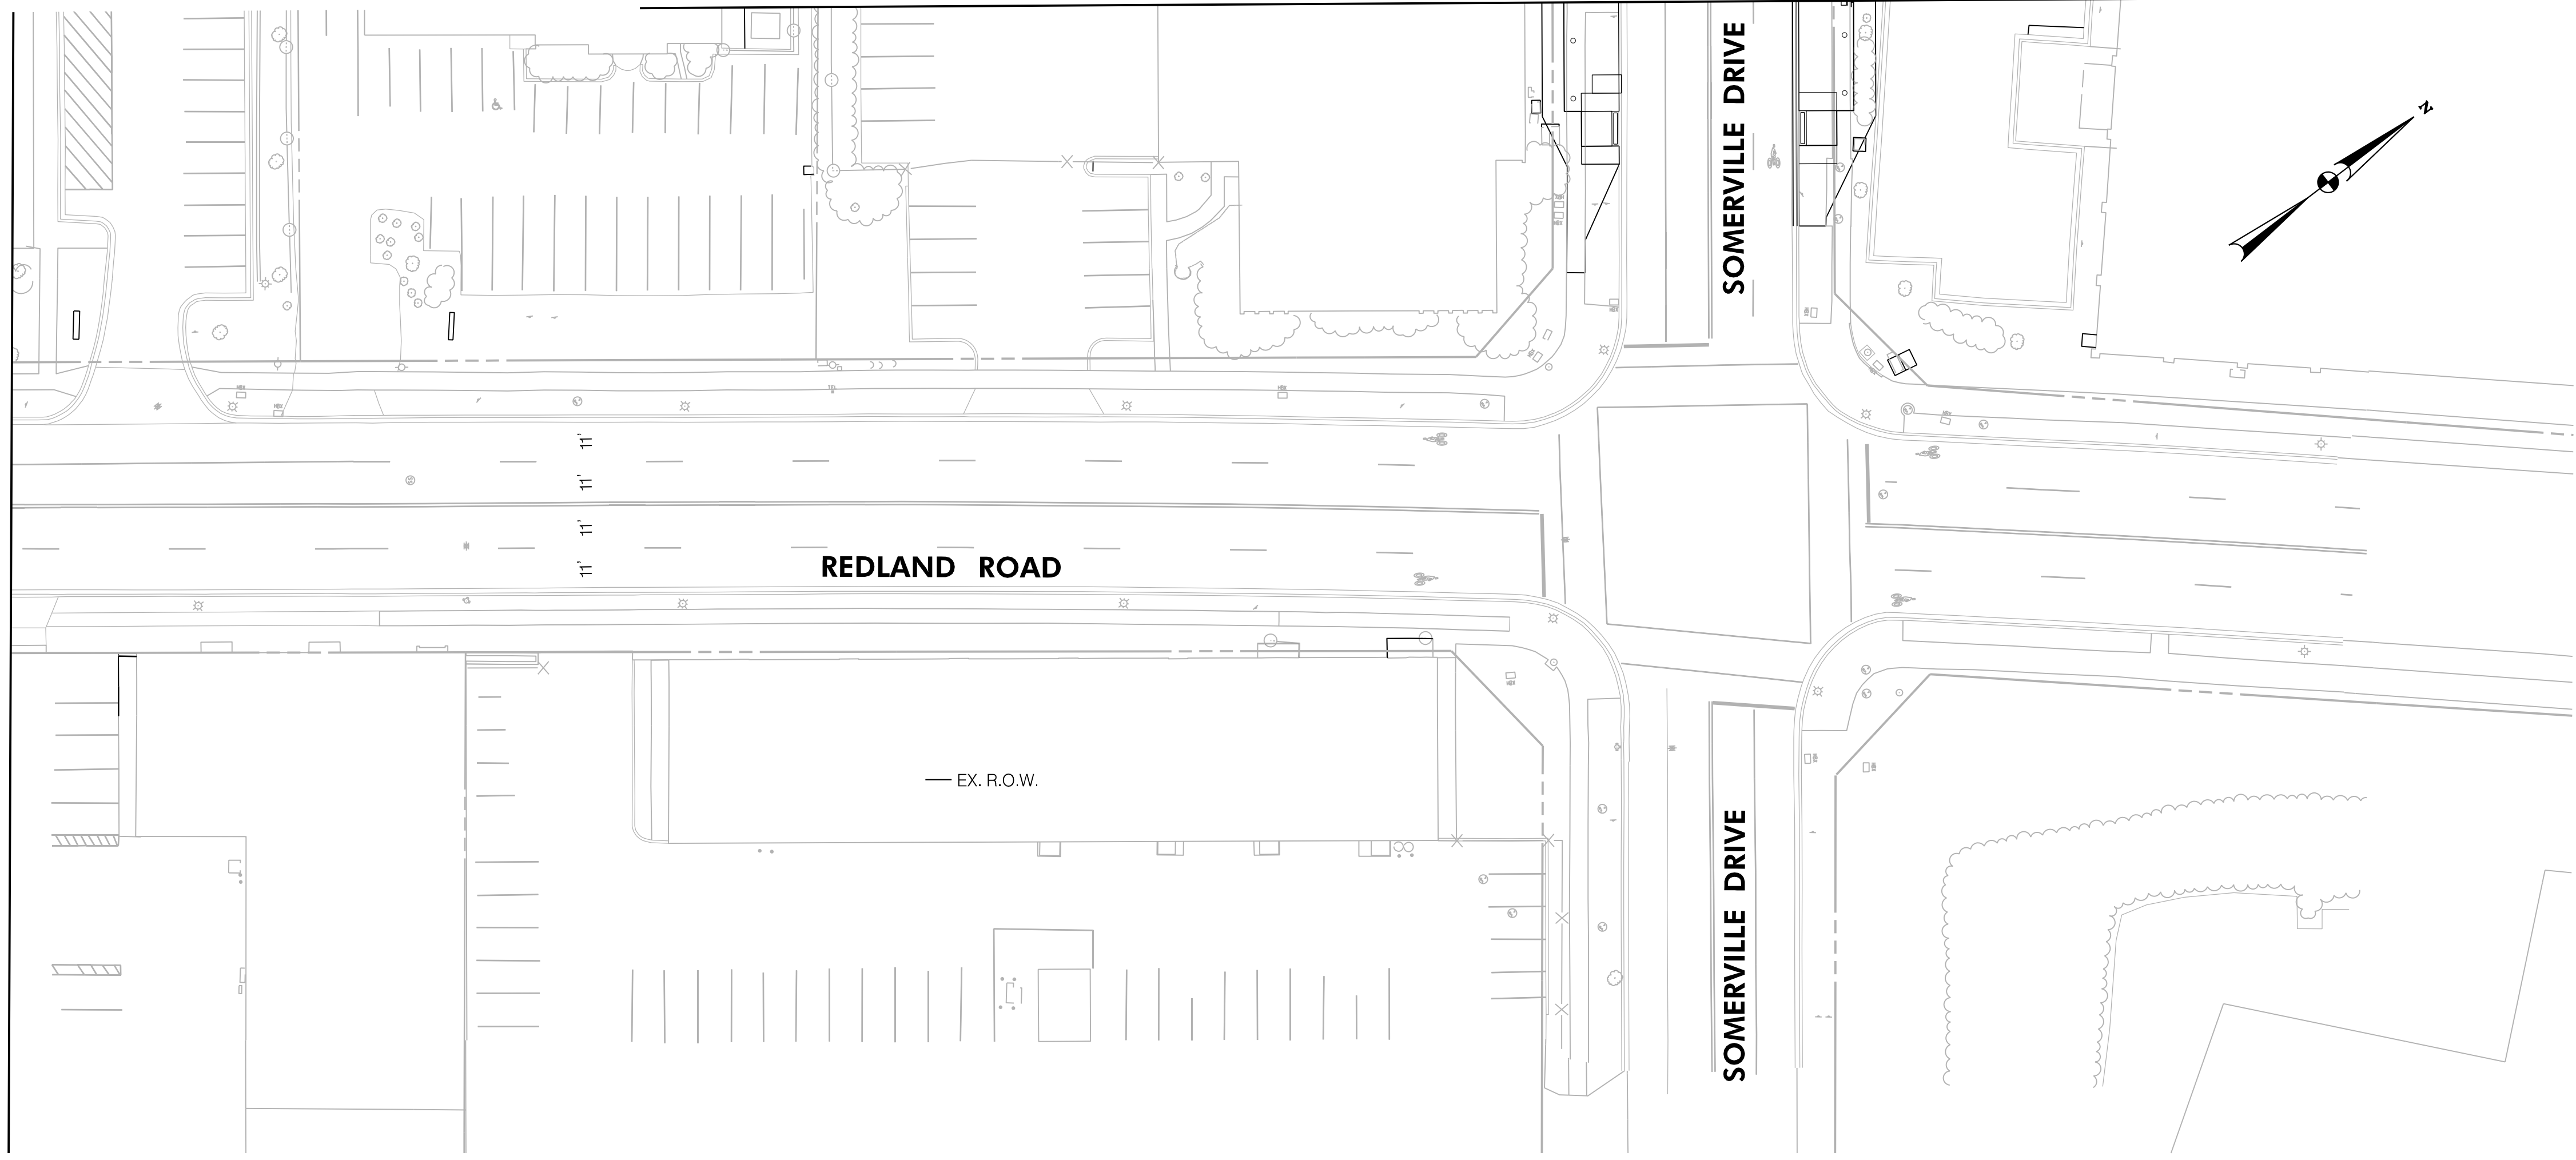 SOMERVILLE DRIVE
N
11'
11'
11'
11'
REDLAND ROAD
EX. R.O.W.
SOMERVILLE DRIVE